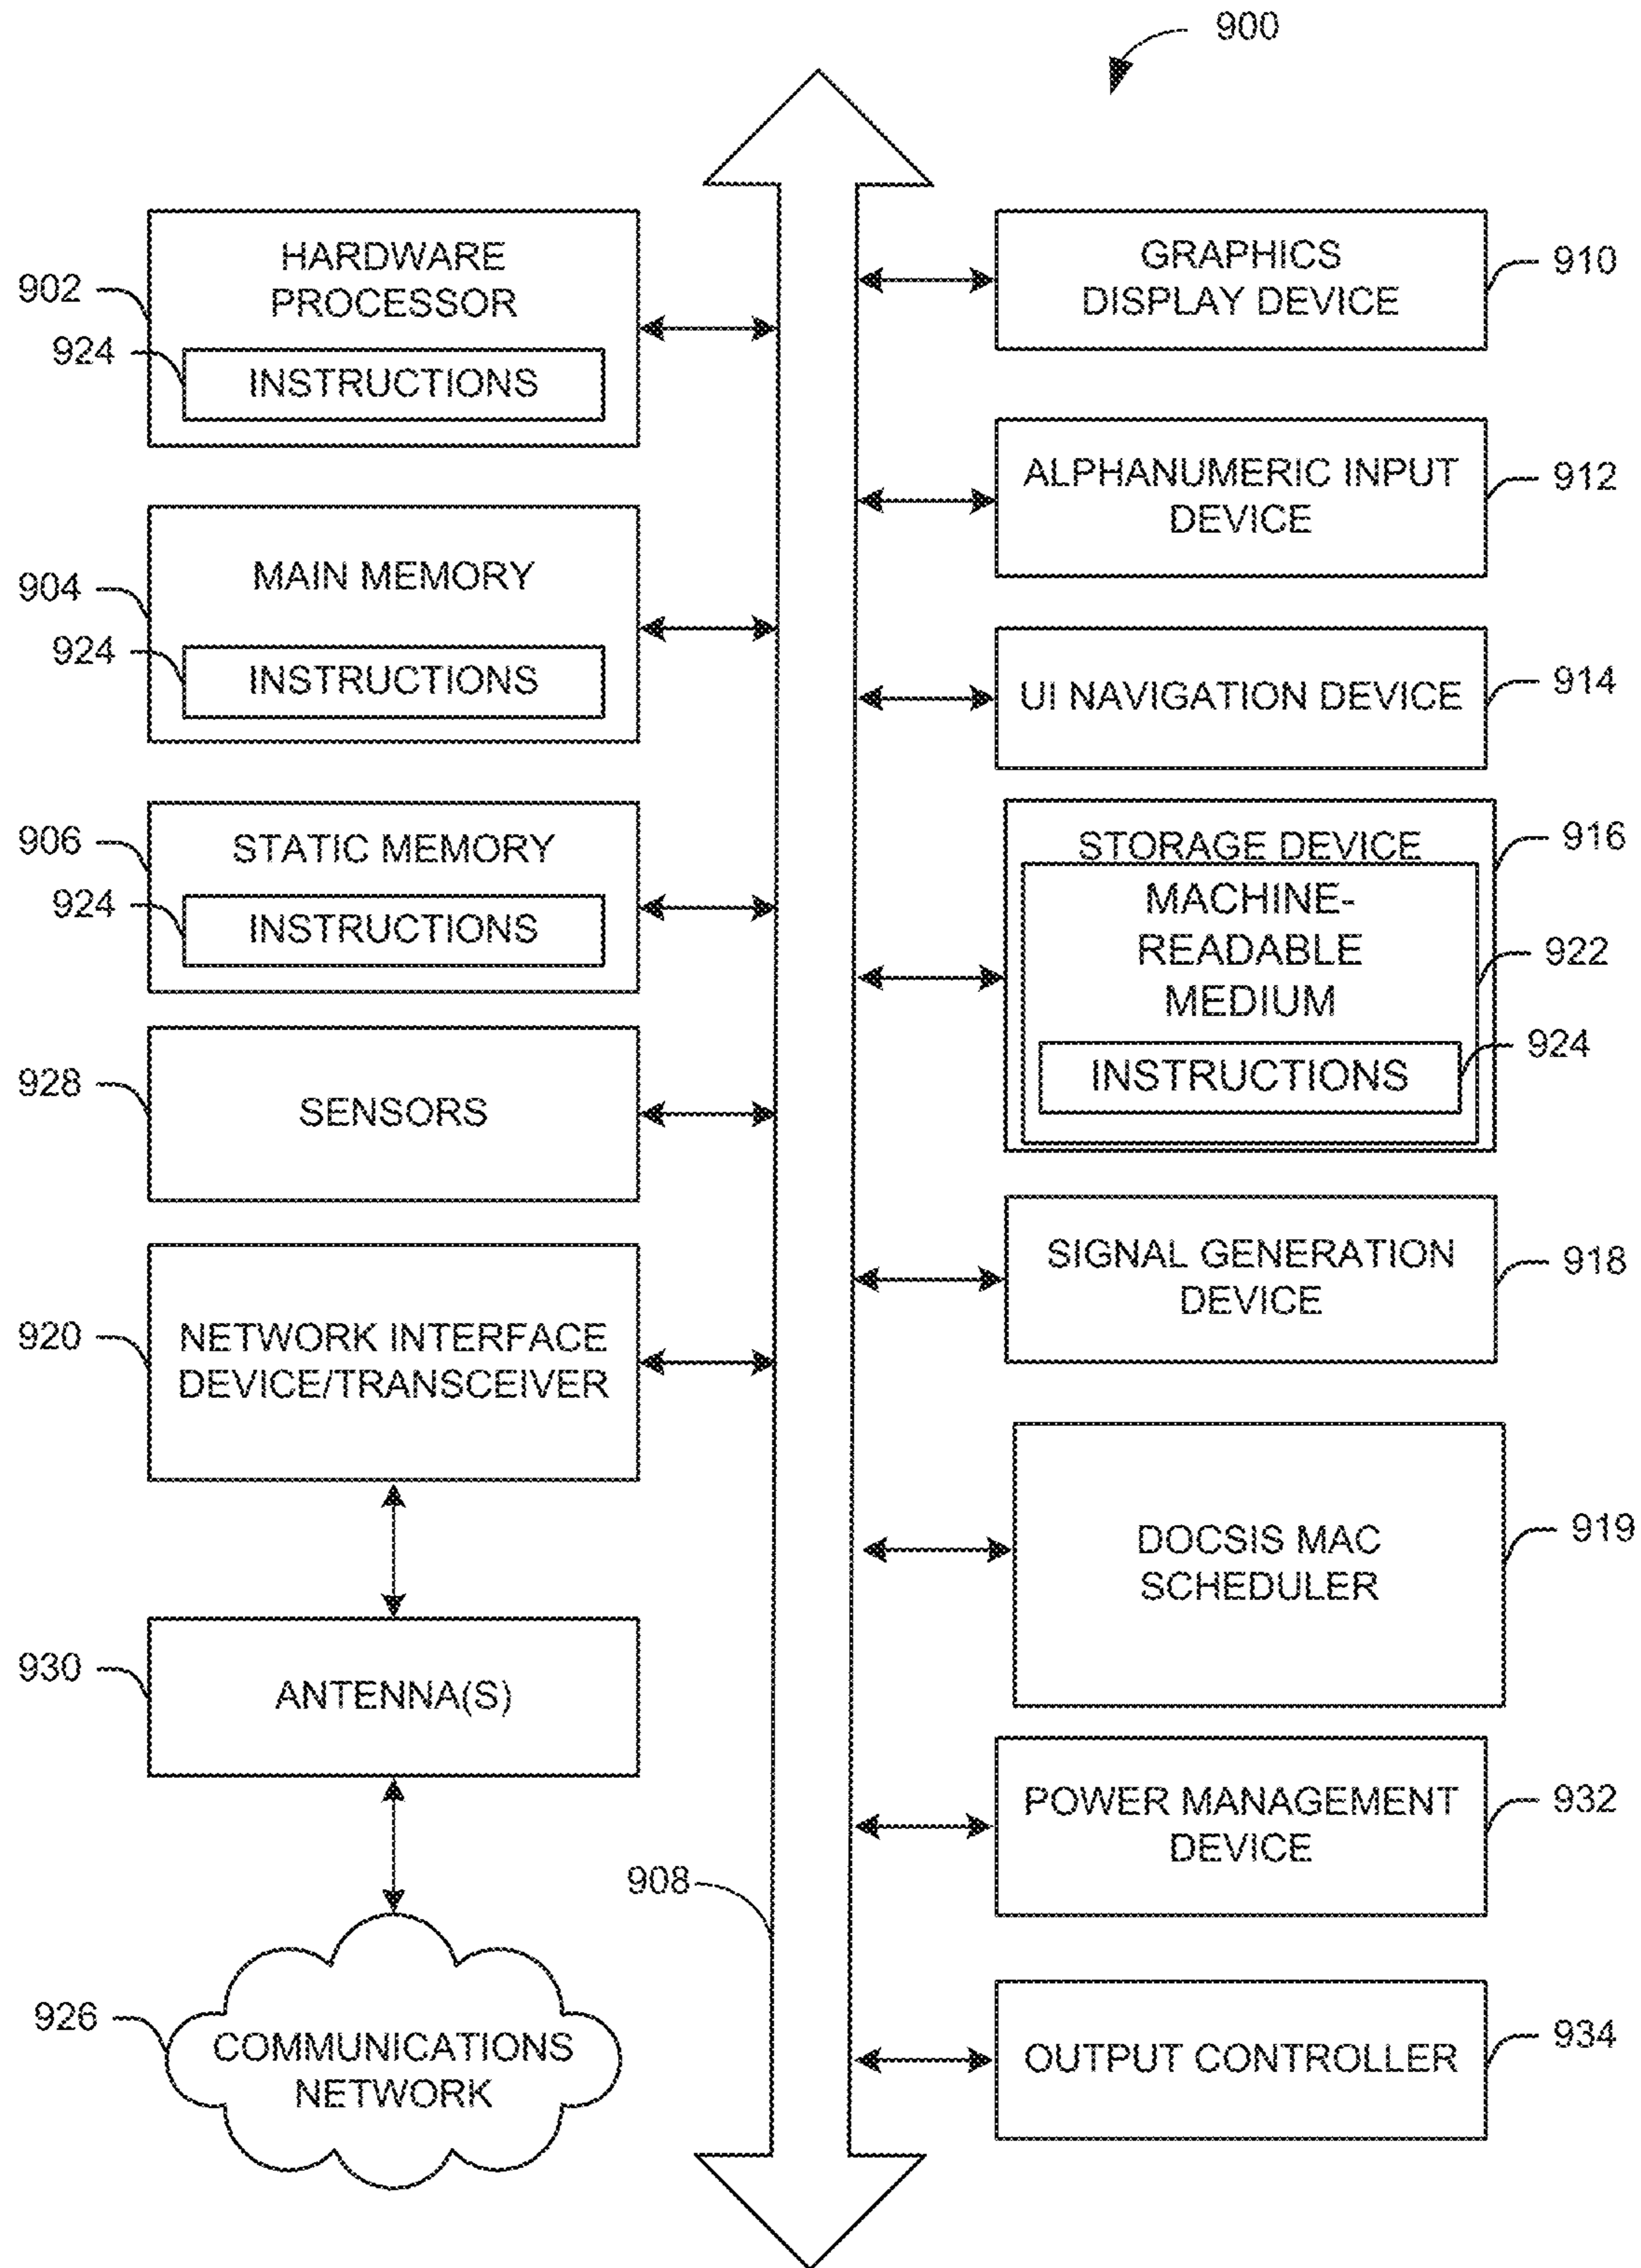 900
HARDWARE
PROCESSOR
902
924
INSTRUCTIONS
MAIN MEMORY
904
924
INSTRUCTIONS
906
STATIC MEMORY
924
INSTRUCTIONS
928
SENSORS
920
NETWORK INTERFACE
DEVICE/TRANSCEIVER
930
ANTENNA(S)
908
926
COMMUNICATIONS
NETWORK
GRAPHICS
DISPLAY DEVICE
910
ALPHANUMERIC INPUT
DEVICE
912
UI NAVIGATION DEVICE
914
STORAGE DEVICE
916
MACHINE-
READABLE
MEDIUM
922
INSTRUCTIONS
924
SIGNAL GENERATION
DEVICE
918
DOCSIS MAC
SCHEDULER
919
POWER MANAGEMENT
DEVICE
932
OUTPUT CONTROLLER
934